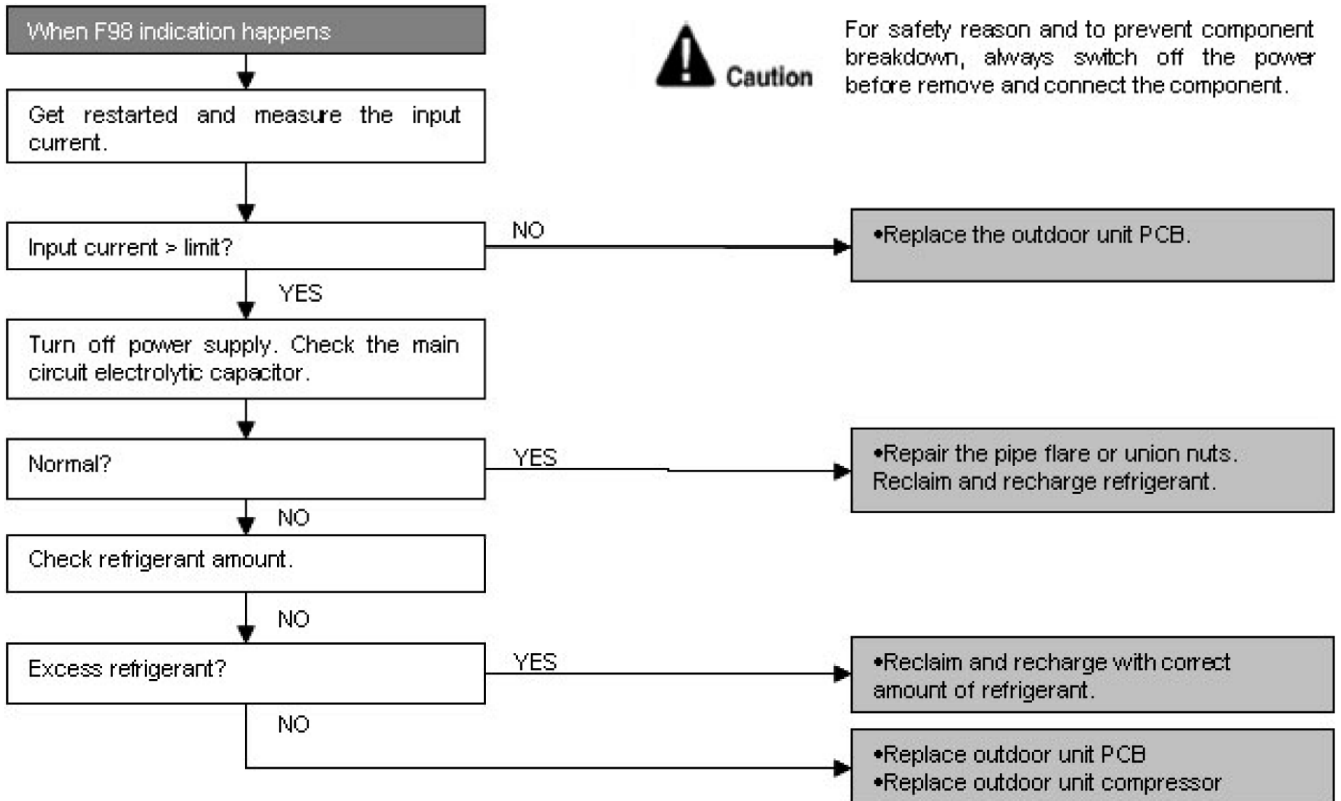 When F98 indication happens
Caution
For safety reason and to prevent component
breakdown, always switch off the power
before remove and connect the component.
Get restarted and measure the input
current.
Input current > limit?
NO
•Replace the outdoor unit PCB.
YES
Turn off power supply. Check the main
circuit electrolytic capacitor.
Normal?
YES
•Repair the pipe flare or union nuts.
Reclaim and recharge refrigerant.
NO
Check refrigerant amount.
NO
Excess refrigerant?
YES
•Reclaim and recharge with correct
amount of refrigerant.
NO
•Replace outdoor unit PCB
•Replace outdoor unit compressor